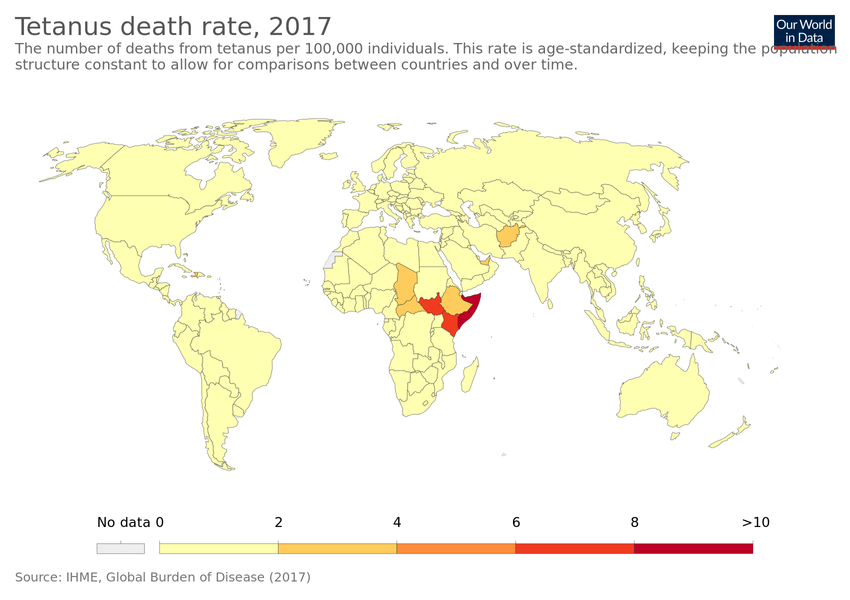 Tetanus death rate, 2017
Our World
in Data
The number of deaths from tetanus per 100,000 individuals. This rate is age-standardized, keeping the population
structure constant to allow for comparisons between countries and over time.
No data 0 2 4 6 8 >10
Source: IHME, Global Burden of Disease (2017)